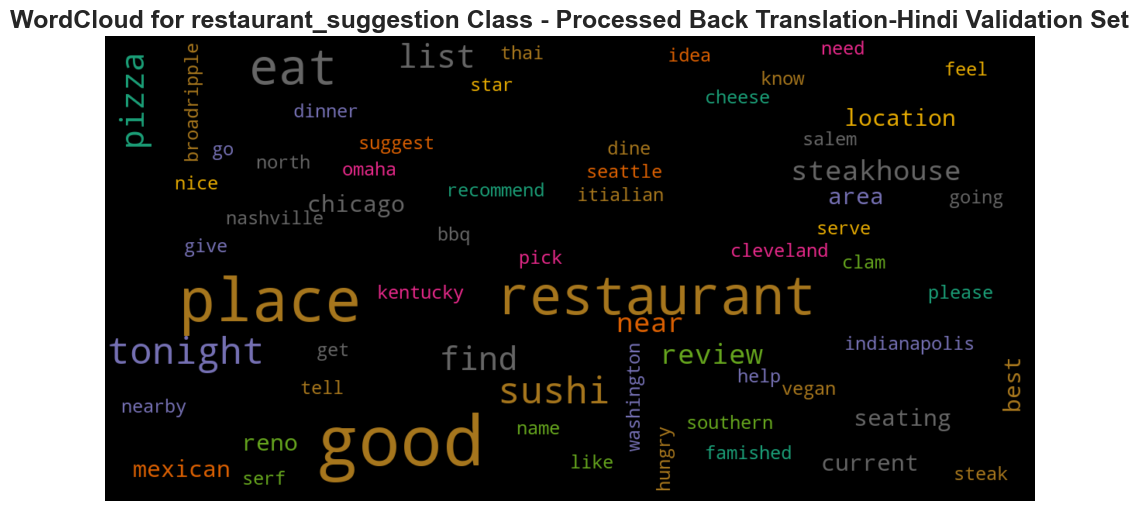 WordCloud for restaurant_suggestion Class - Processed Back Translation-Hindi Validation Set
pizza
broadripple
eat
list
thai
star
idea
need
know
cheese
feel
location
dinner
go
north
nice
suggest
omaha
recommend
dine
seattle
itialian
salem
steakhouse
area
going
chicago
nashville
bbq
give
pick
cleveland
serve
clam
place
kentucky
restaurant
near
please
tonight
get
find
review
indianapolis
help
vegan
best
tell
sushi
washington
nearby
good
name
southern
seating
reno
mexican
serf
like
hungry
famished
current
steak